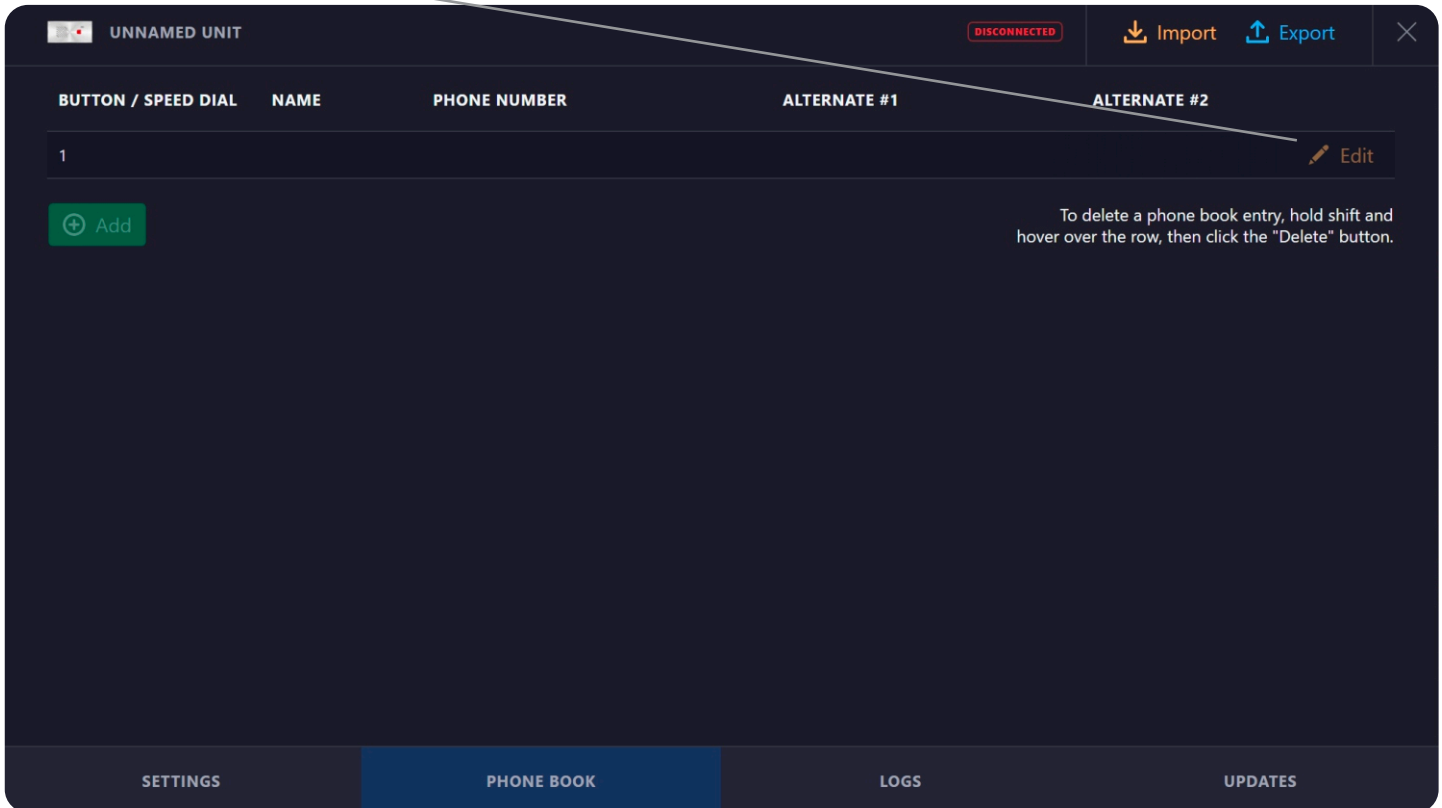 UNNAMED UNIT
DISCONNECTED
Import
Export
BUTTON / SPEED DIAL NAME PHONE NUMBER ALTERNATE #1 ALTERNATE #2
1 Edit
Add
To delete a phone book entry, hold shift and
hover over the row, then click the "Delete" button.
SETTINGS PHONE BOOK LOGS UPDATES